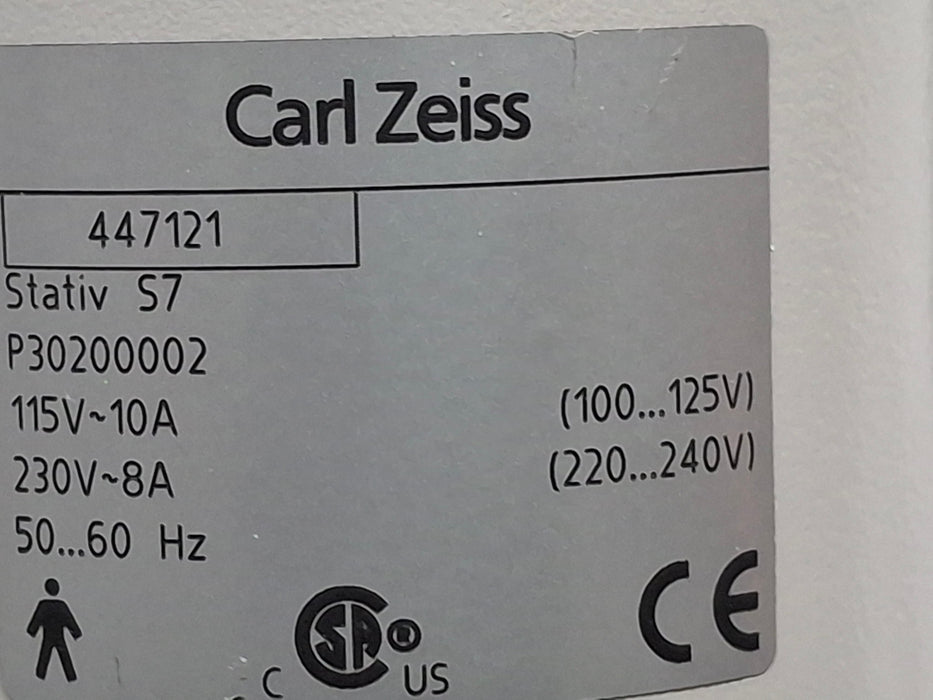 Carl Zeiss
447121
Stativ S7
P30200002
115V~10A (100...125V)
230V~8A (220...240V)
50...60 Hz
C SA ® US CE